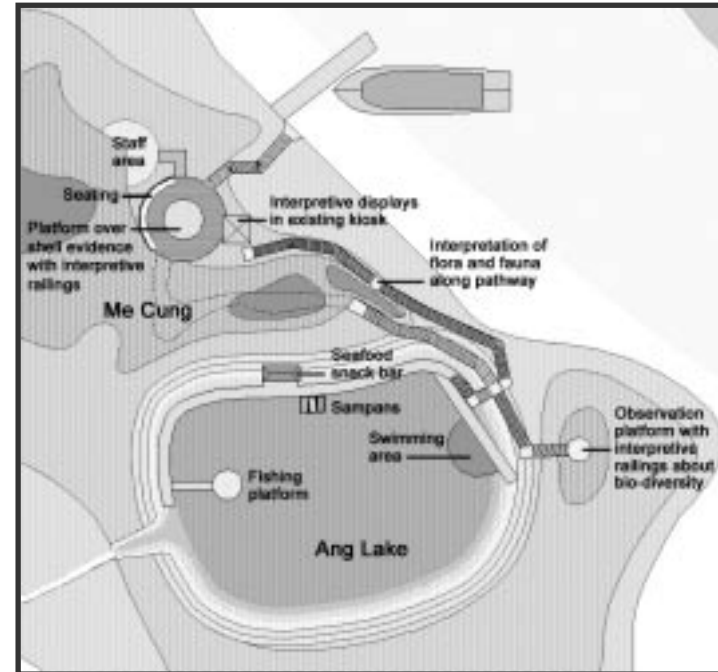 Staff
area
Seating
Platform over
shell evidence
with interpretive
railings
Interpretive displays
in existing kiosk
Interpretation of
flora and fauna
along pathway
Me Cung
Seafood
snack bar
Sampans
Swimming
area
Observation
platform with
interpretive
railings about
bio-diversity
Fishing
platform
Ang Lake